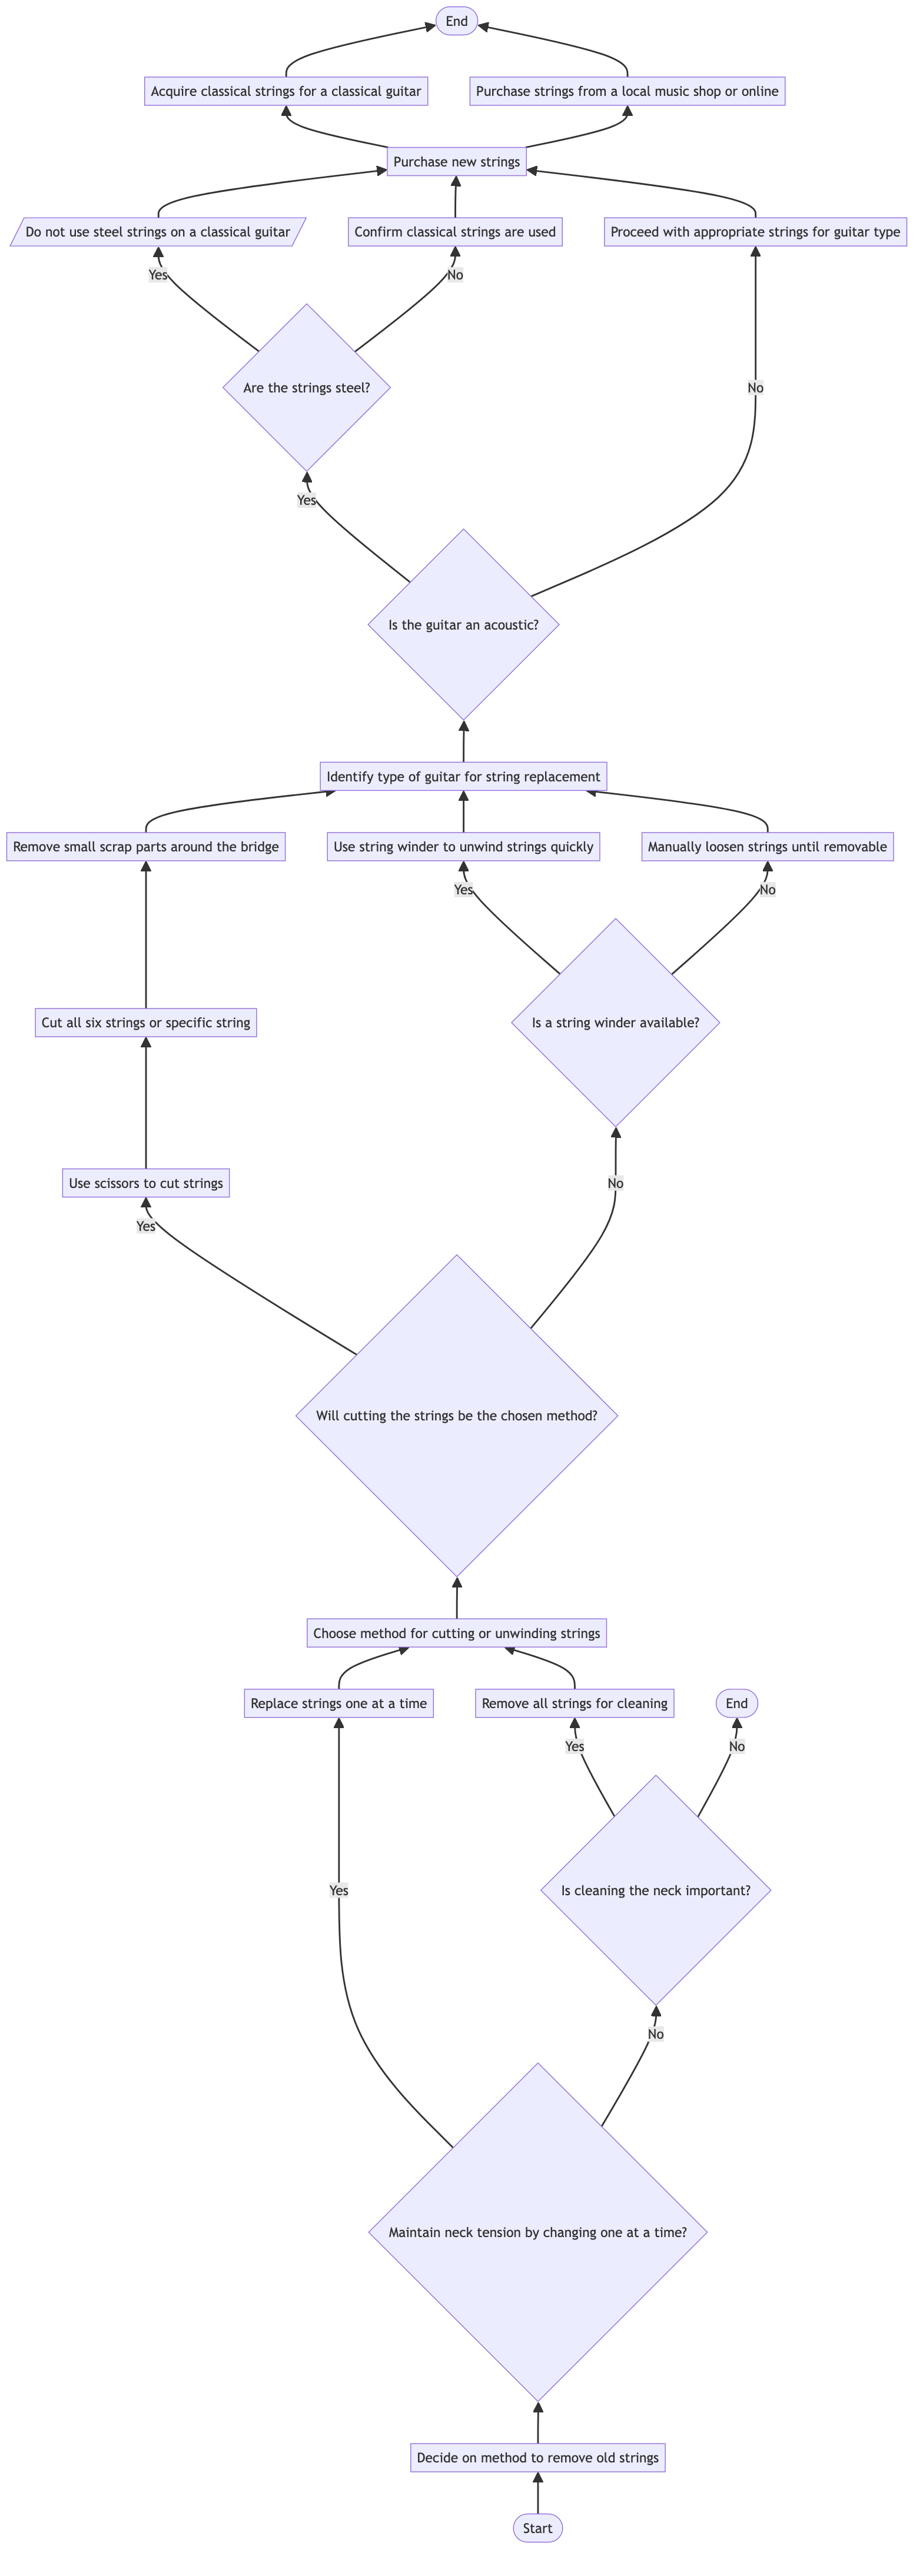 End
Acquire classical strings for a classical guitar
Purchase strings from a local music shop or online
Purchase new strings
Do not use steel strings on a classical guitar
Confirm classical strings are used
Proceed with appropriate strings for guitar type
Yes
No
Are the strings steel?
No
Yes
Is the guitar an acoustic?
Identify type of guitar for string replacement
Remove small scrap parts around the bridge
Use string winder to unwind strings quickly
Manually loosen strings until removable
Yes
No
Cut all six strings or specific string
Is a string winder available?
Use scissors to cut strings
No
Yes
Will cutting the strings be the chosen method?
Choose method for cutting or unwinding strings
Replace strings one at a time
Remove all strings for cleaning
End
Yes
No
Yes
Is cleaning the neck important?
No
Maintain neck tension by changing one at a time?
Decide on method to remove old strings
Start